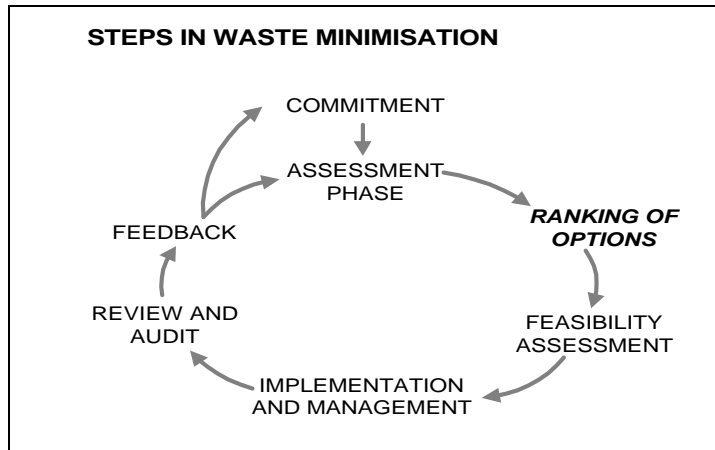 STEPS IN WASTE MINIMISATION
COMMITMENT
ASSESSMENT
PHASE
RANKING OF
OPTIONS
FEASIBILITY
ASSESSMENT
IMPLEMENTATION
AND MANAGEMENT
REVIEW AND
AUDIT
FEEDBACK